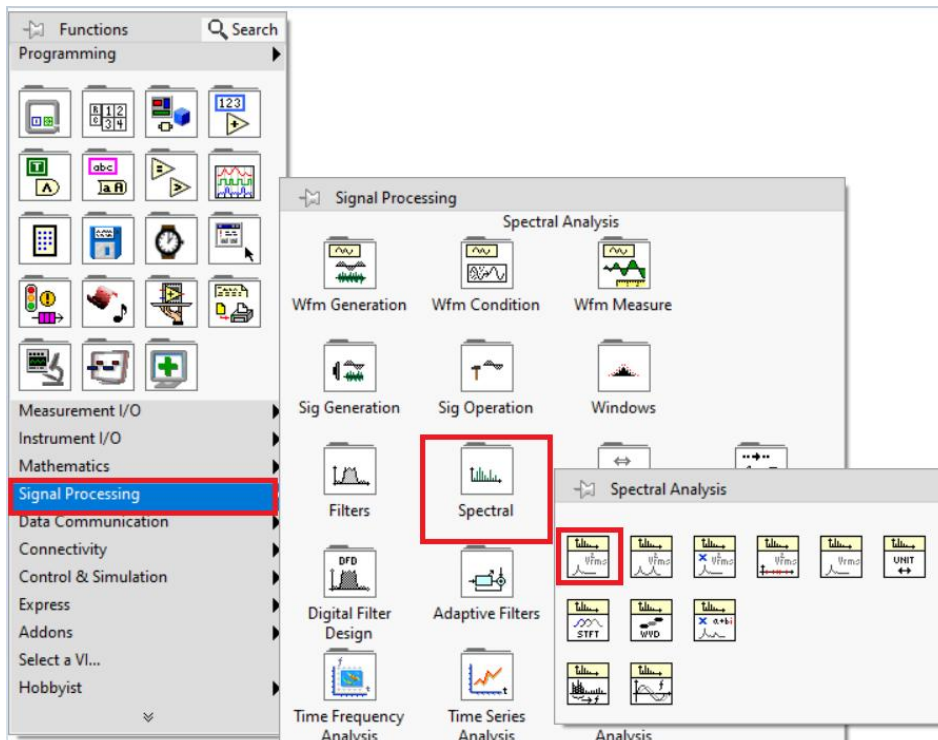 Functions
Search
Programming
123
Measurement I/O
Instrument I/O
Mathematics
Signal Processing
Data Communication
Connectivity
Control & Simulation
Express
Addons
Select a VI...
Hobbyist
Signal Processing
Spectral Analysis
Wfm Generation
Wfm Condition
Wfm Measure
Sig Generation
Sig Operation
Windows
Filters
Spectral
DFD
Digital Filter
Design
Adaptive Filters
Time Frequency
Analysis
Time Series
Analysis
Analysis
Spectral Analysis
UNIT
STFT
WVD
a+bi